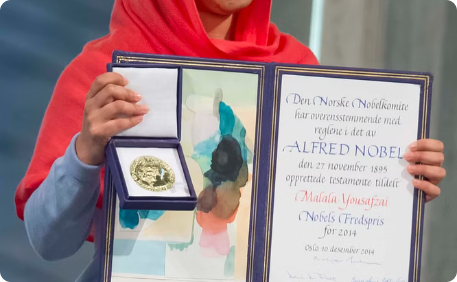 Den Norske Nobelkomite
har overensstemmende med
reglene i det av
ALFRED NOBEL
den 27 november 1895
opprettede testamente tildelt
Malala Yousafzai
Nobels Fredspris
for 2014
Oslo 10 desember 2014